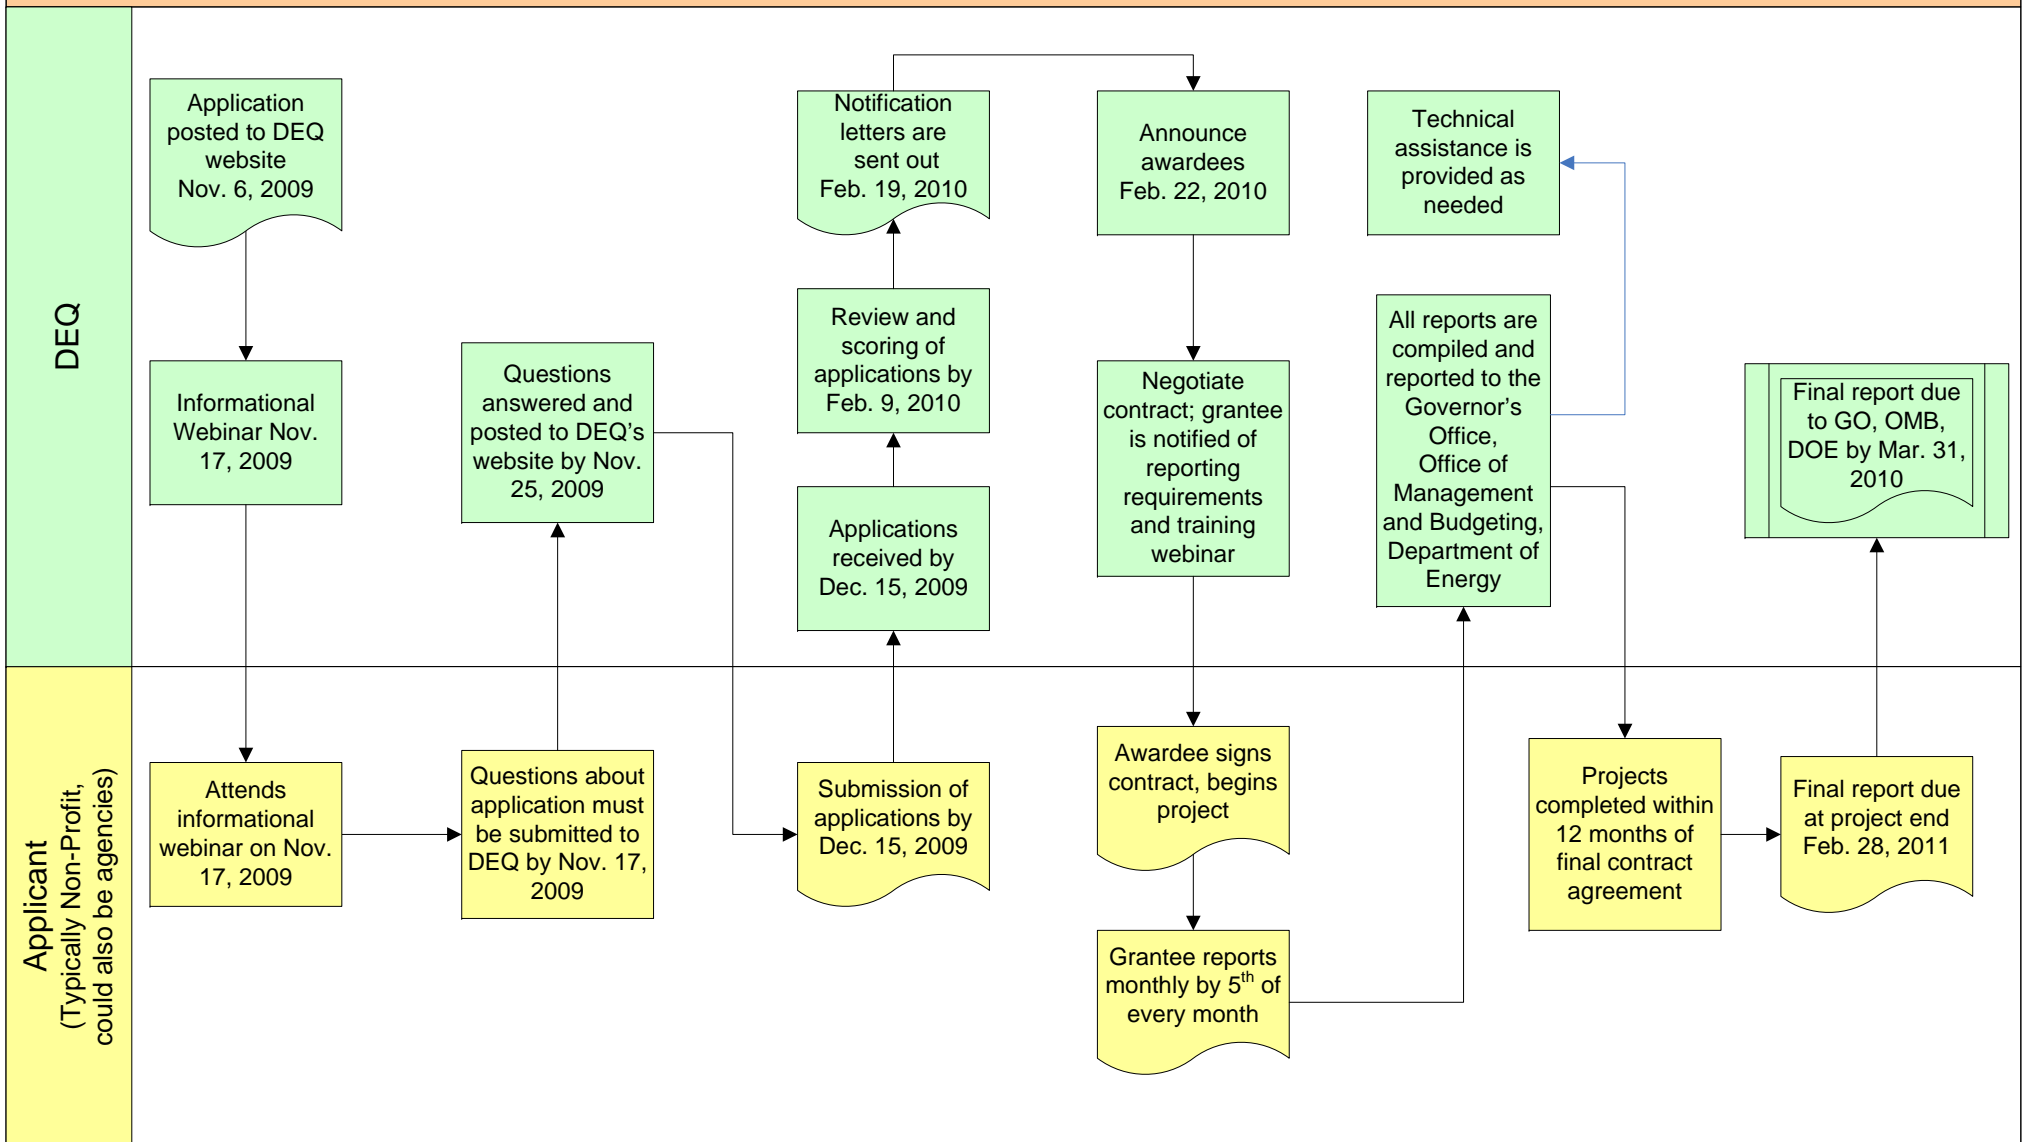 DEQ
Application
posted to DEQ
website
Nov. 6, 2009
Informational
Webinar Nov.
17, 2009
Questions
answered and
posted to DEQ’s
website by Nov.
25, 2009
Notification
letters are
sent out
Feb. 19, 2010
Review and
scoring of
applications by
Feb. 9, 2010
Applications
received by
Dec. 15, 2009
Announce
awardees
Feb. 22, 2010
Negotiate
contract; grantee
is notified of
reporting
requirements
and training
webinar
Technical
assistance is
provided as
needed
All reports are
compiled and
reported to the
Governor’s
Office,
Office of
Management
and Budgeting,
Department of
Energy
Final report due
to GO, OMB,
DOE by Mar. 31,
2010
Applicant
(Typically Non-Profit,
could also be agencies)
Attends
informational
webinar on Nov.
17, 2009
Questions about
application must
be submitted to
DEQ by Nov. 17,
2009
Submission of
applications by
Dec. 15, 2009
Awardee signs
contract, begins
project
Grantee reports
monthly by 5th of
every month
Projects
completed within
12 months of
final contract
agreement
Final report due
at project end
Feb. 28, 2011